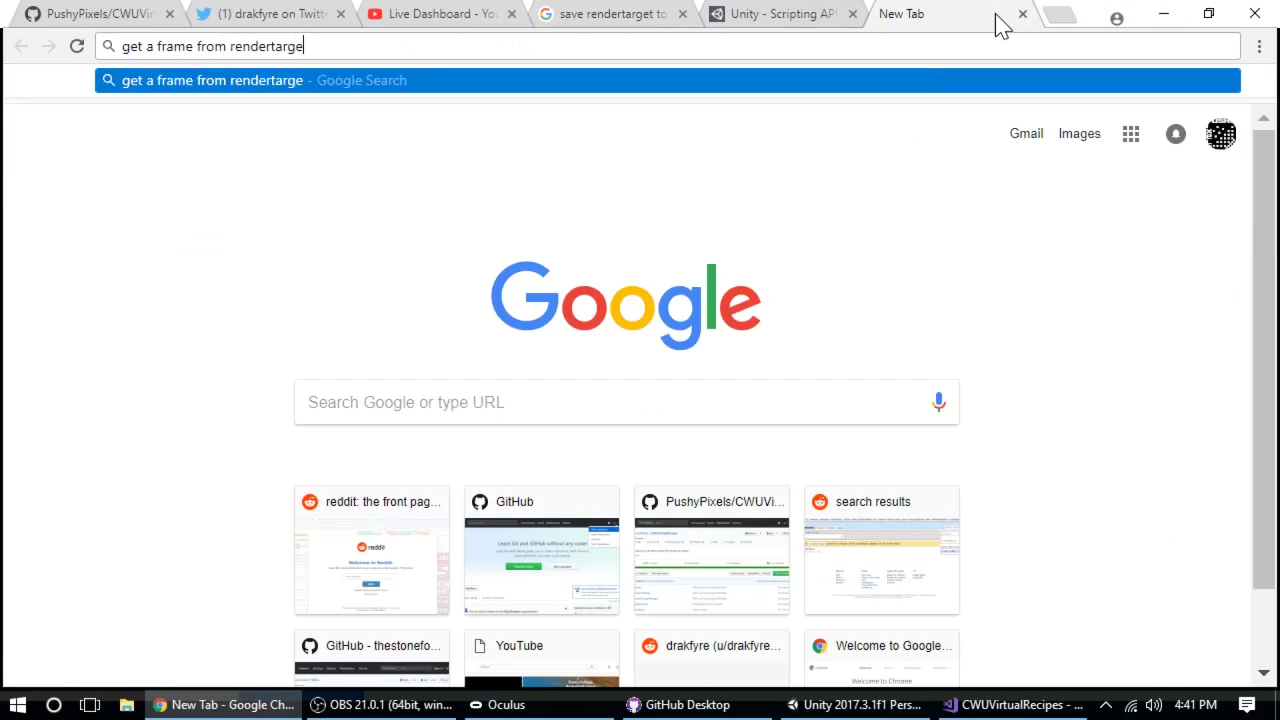 PushyPixels/CWUVir
(1) drakfyre on Twitt
Live Dashboard - Yo
save rendertarget to
Unity - Scripting API
New Tab
get a frame from rendertarge
get a frame from rendertarge - Google Search
Gmail
Images
Google
Search Google or type URL
reddit: the front pag...
GitHub
PushyPixels/CWUVi...
search results
GitHub - thestonefo...
YouTube
drakfyre (u/drakfyre...
Welcome to Google...
New Tab - Google Ch...
OBS 21.0.1 (64bit, win...
Oculus
GitHub Desktop
Unity 2017.3.1f1 Pers...
CWUVirtualRecipes - ...
4:41 PM